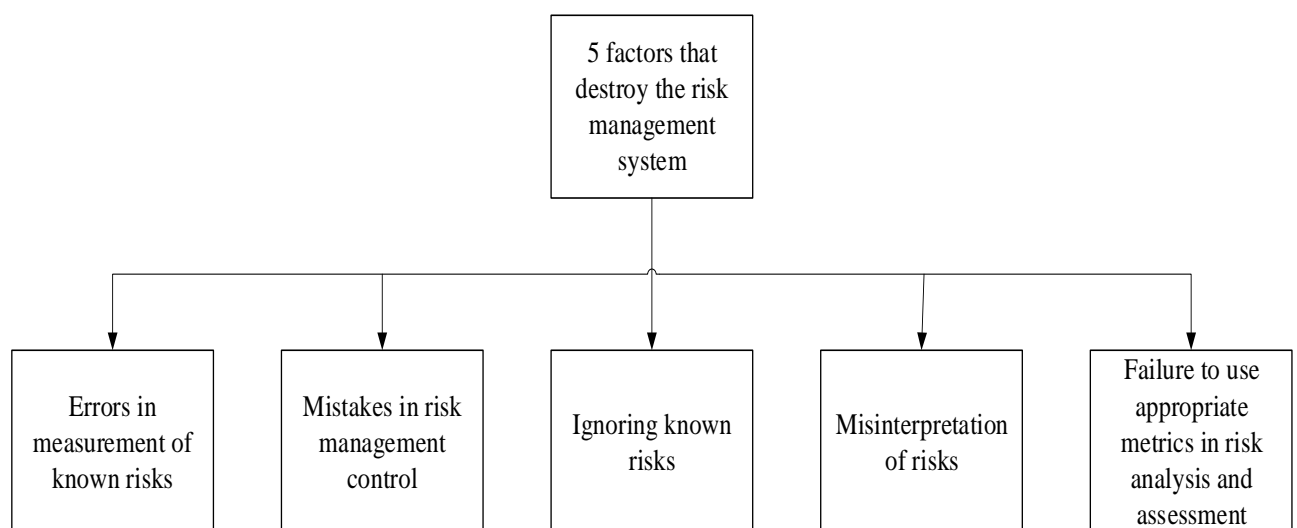 5 factors that
destroy the risk
management
system
Errors in
measurement of
known risks
Mistakes in risk
management
control
Ignoring known
risks
Misinterpretation
of risks
Failure to use
appropriate
metrics in risk
analysis and
assessment